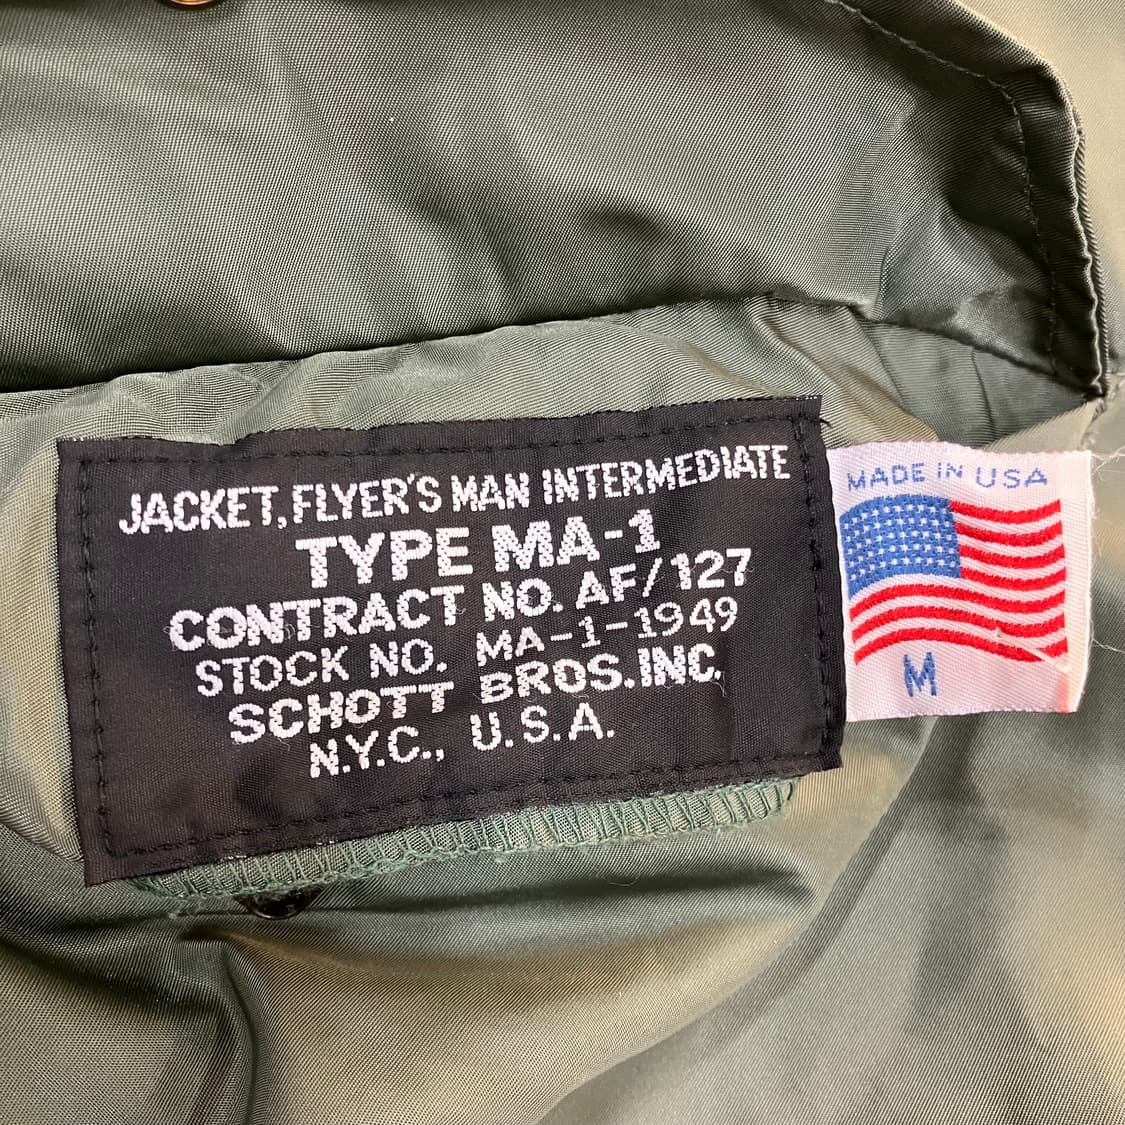 JACKET, FLYER'S MAN INTERMEDIATE
TYPE MA-1
CONTRACT NO. AF/127
STOCK NO. MA-1-1949
SCHOTT BROS. INC.
N.Y.C., U.S.A.
MADE IN USA
M